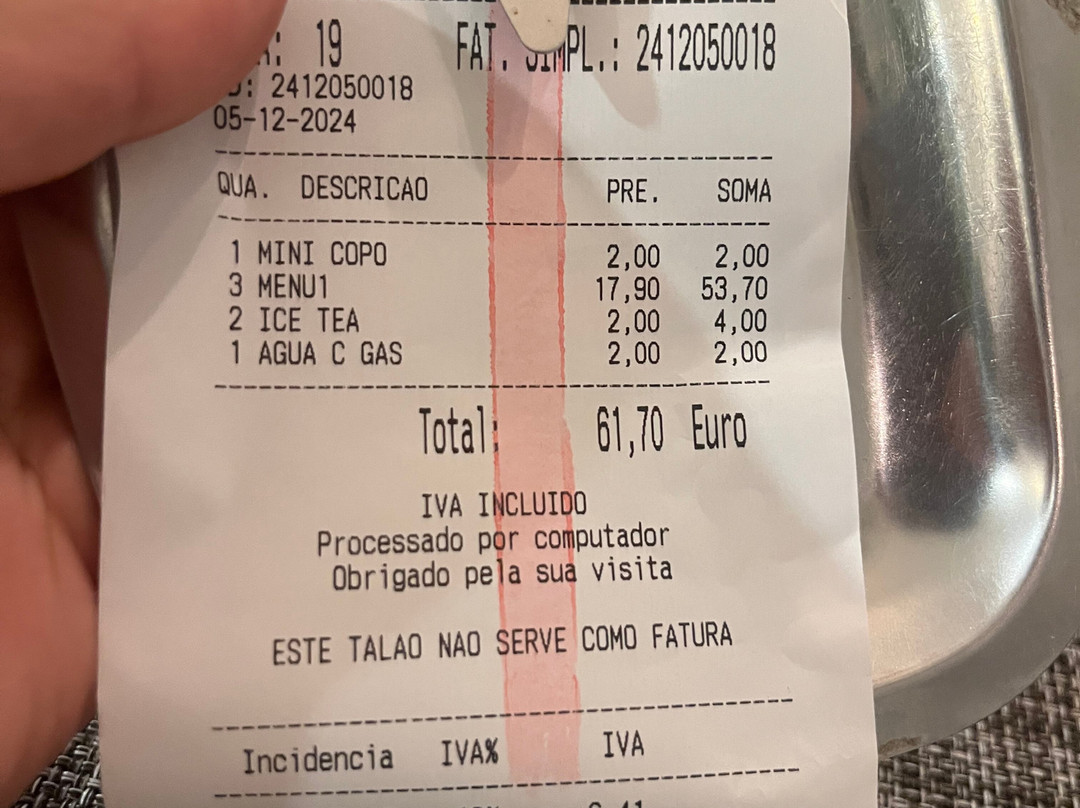 19 FAT. SIMPL.: 2412050018
: 2412050018
05-12-2024
QUA. DESCRICAO PRE. SOMA
1 MINI COPO 2,00 2,00
3 MENU1 17,90 53,70
2 ICE TEA 2,00 4,00
1 AGUA C GAS 2,00 2,00
Total: 61,70 Euro
IVA INCLUIDO
Processado por computador
Obrigado pela sua visita
ESTE TALAO NAO SERVE COMO FATURA
Incidencia IVA% IVA